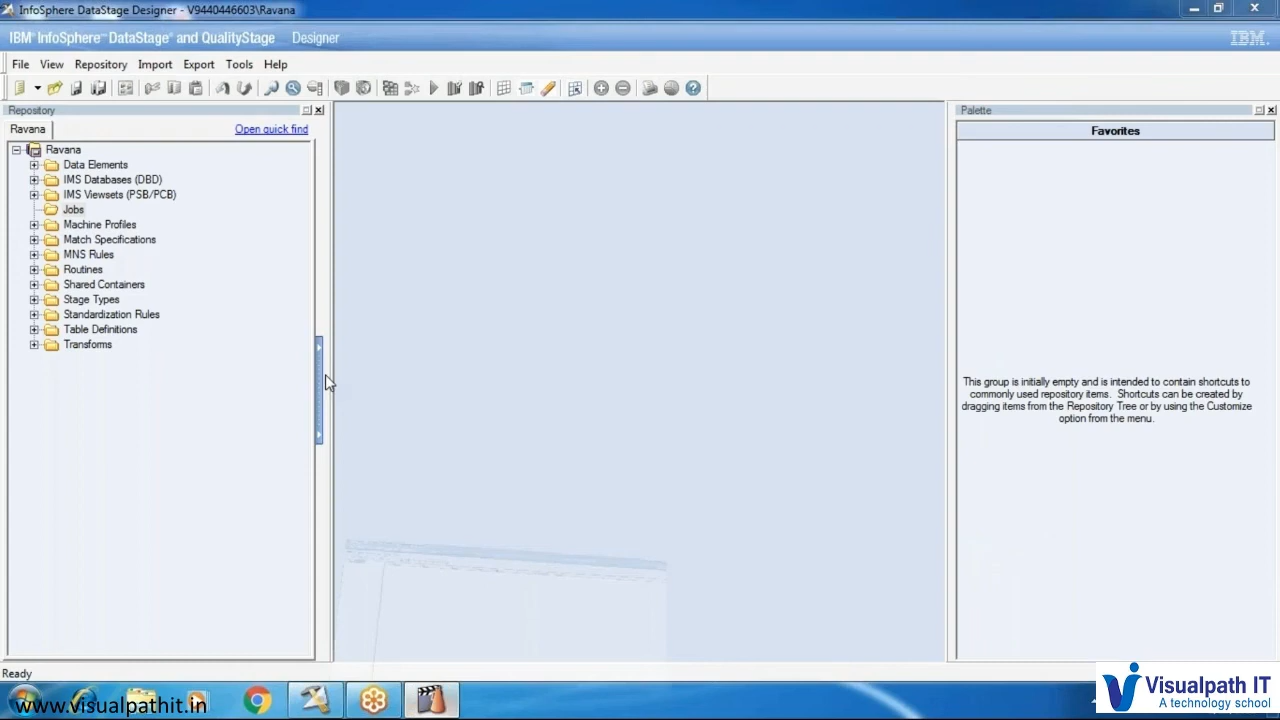 InfoSphere DataStage Designer - V9440446603\Ravana
IBM® InfoSphere™ DataStage® and QualityStage Designer
IBM.
File View Repository Import Export Tools Help
Repository
Ravana
Open quick find
Ravana
Data Elements
IMS Databases (DBD)
IMS Viewsets (PSB/PCB)
Jobs
Machine Profiles
Match Specifications
MNS Rules
Routines
Shared Containers
Stage Types
Standardization Rules
Table Definitions
Transforms
Palette
Favorites
This group is initially empty and is intended to contain shortcuts to
commonly used repository items. Shortcuts can be created by
dragging items from the Repository Tree or by using the Customize
option from the menu.
Ready
www.visualpathit.in
Visualpath IT
A technology school